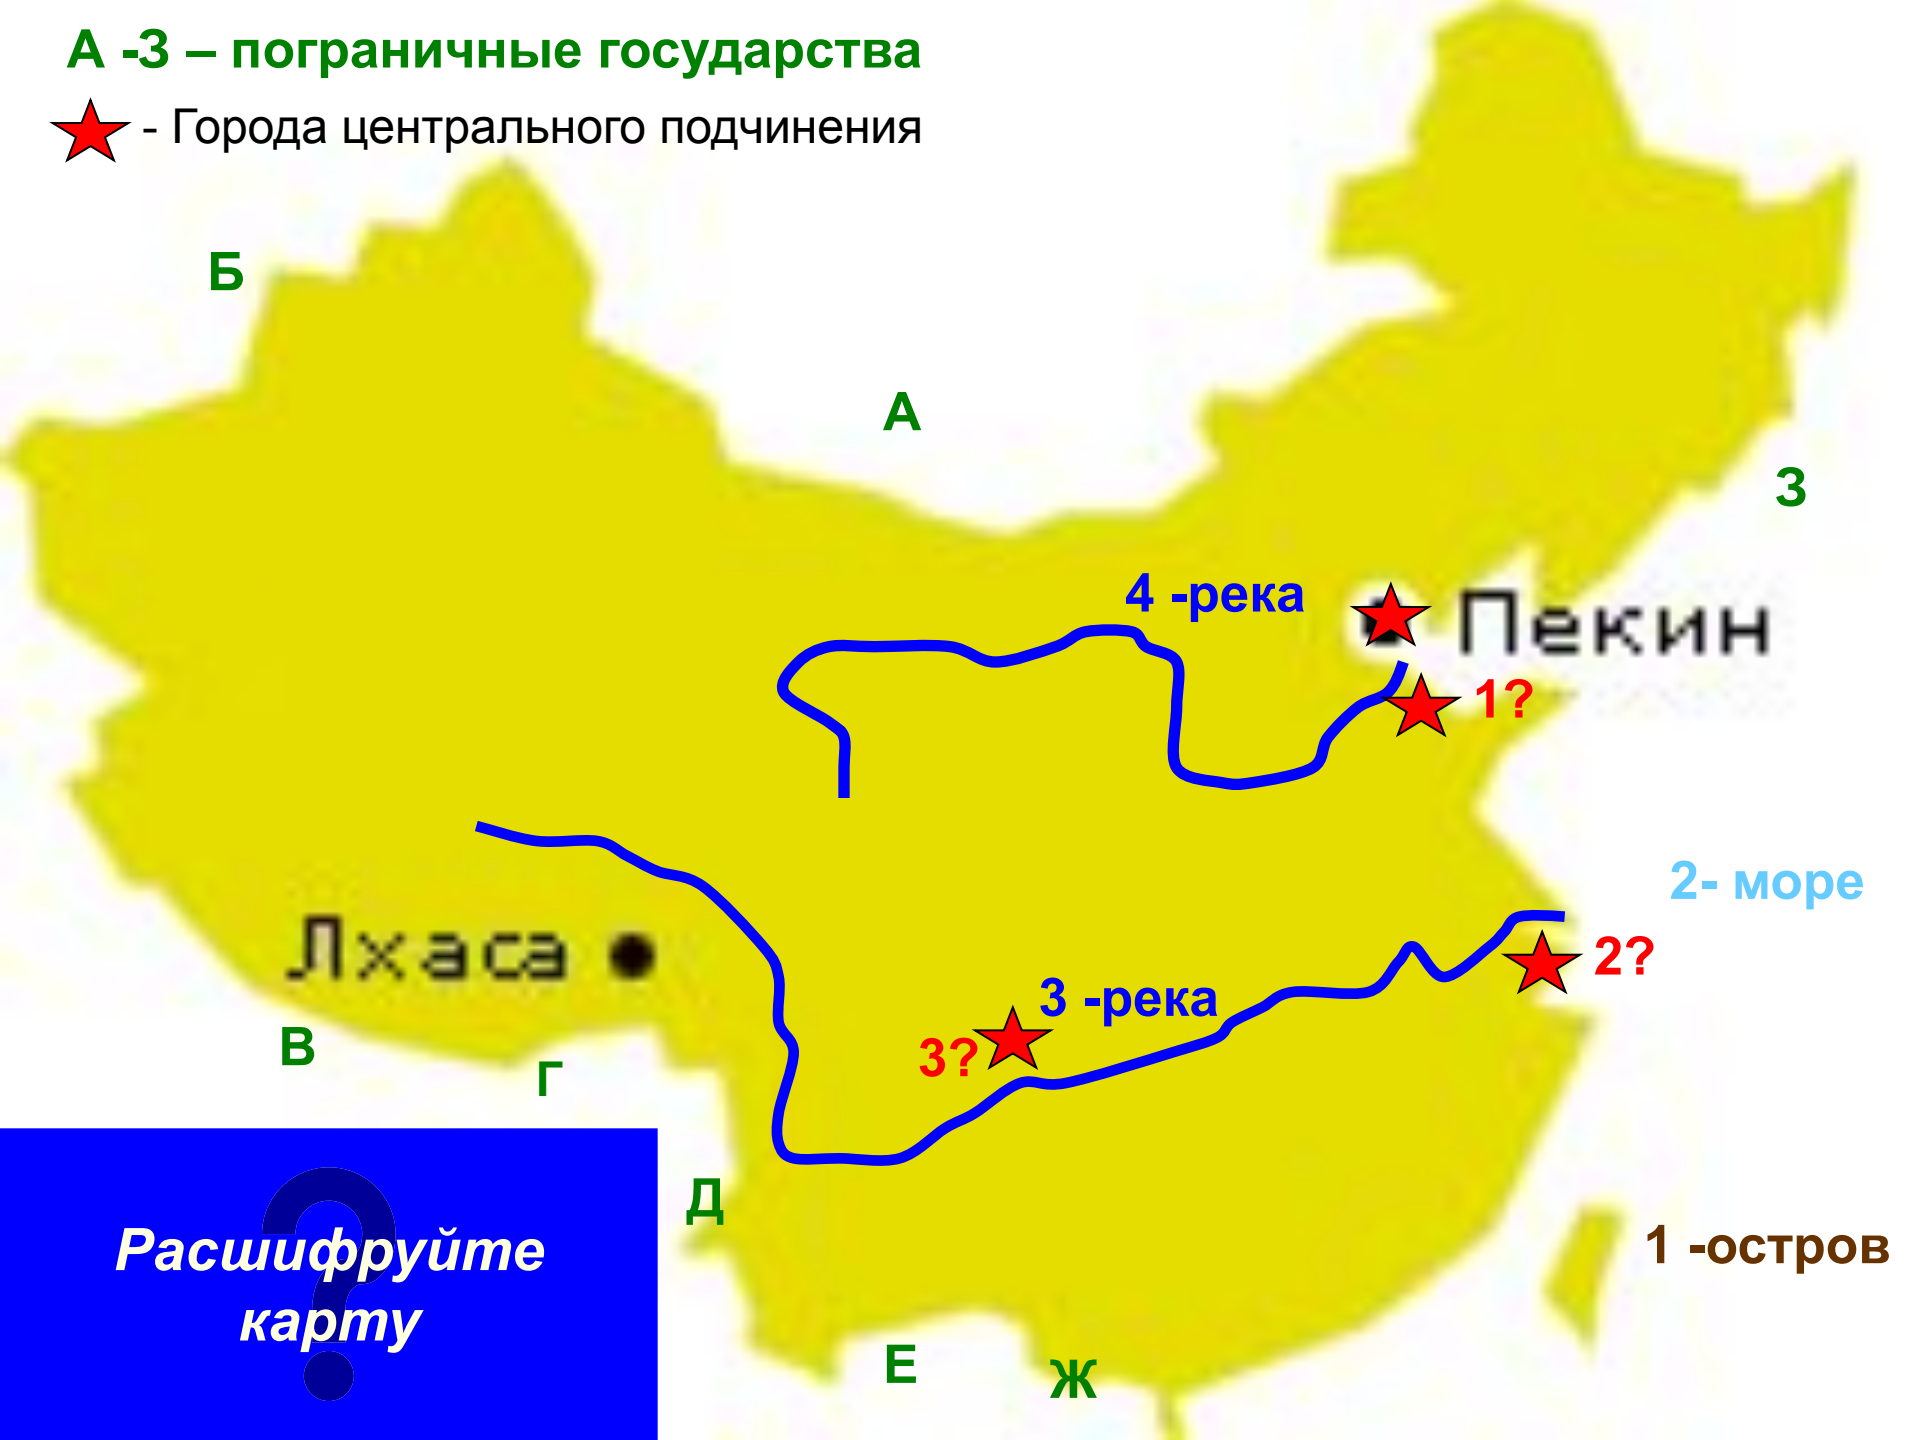 А -З – пограничные государства
- Города центрального подчинения
Б
А
З
4 -река
Пекин
1?
2- море
Лхаса
2?
3 -река
3?
В
Г
Д
1 -остров
Расшифруйте
карту
?
Е
Ж